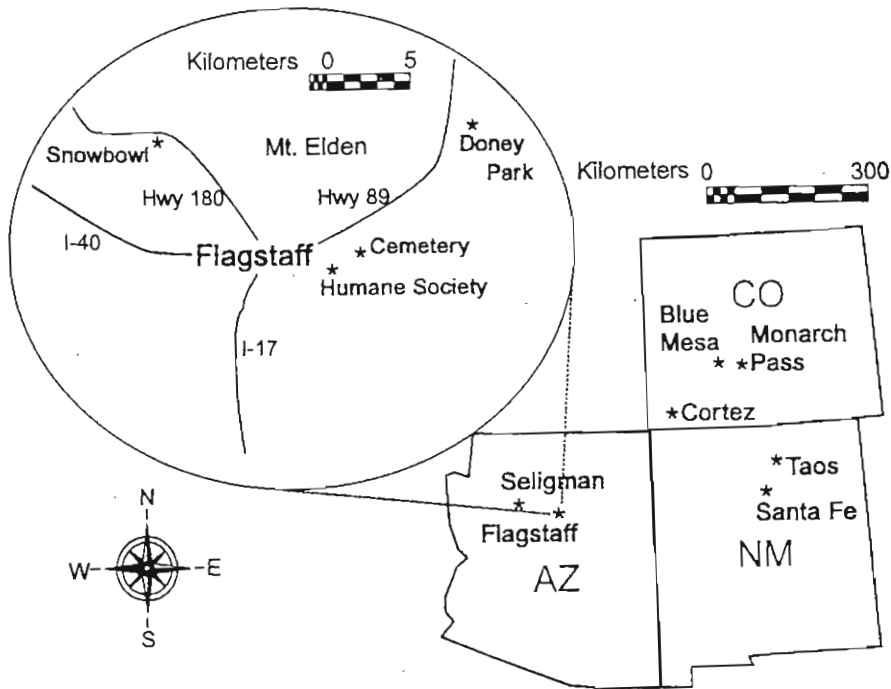 Kilometers 0 5
Snowbowl
Mt. Elden
Doney
Park
Hwy 180
Hwy 89
I-40
Flagstaff
Cemetery
Humane Society
I-17
Kilometers 0 300
CO
Blue
Mesa
Monarch
Pass
Cortez
Taos
Santa Fe
NM
Seligman
Flagstaff
AZ
N
W
E
S